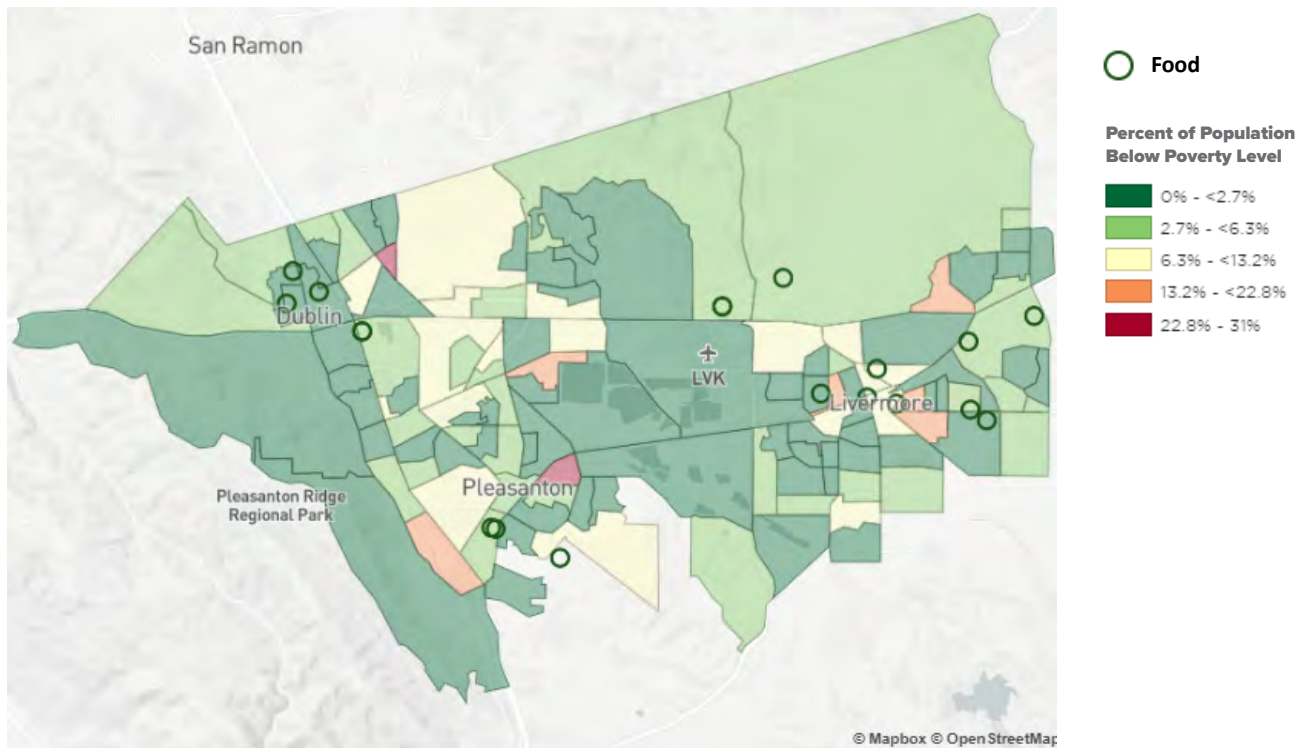 San Ramon
Food
Percent of Population
Below Poverty Level
0% - <2.7%
2.7% - <6.3%
6.3% - <13.2%
13.2% - <22.8%
22.8% - 31%
Dublin
LVK
Livermore
Pleasanton
Pleasanton Ridge
Regional Park
© Mapbox © OpenStreetMap